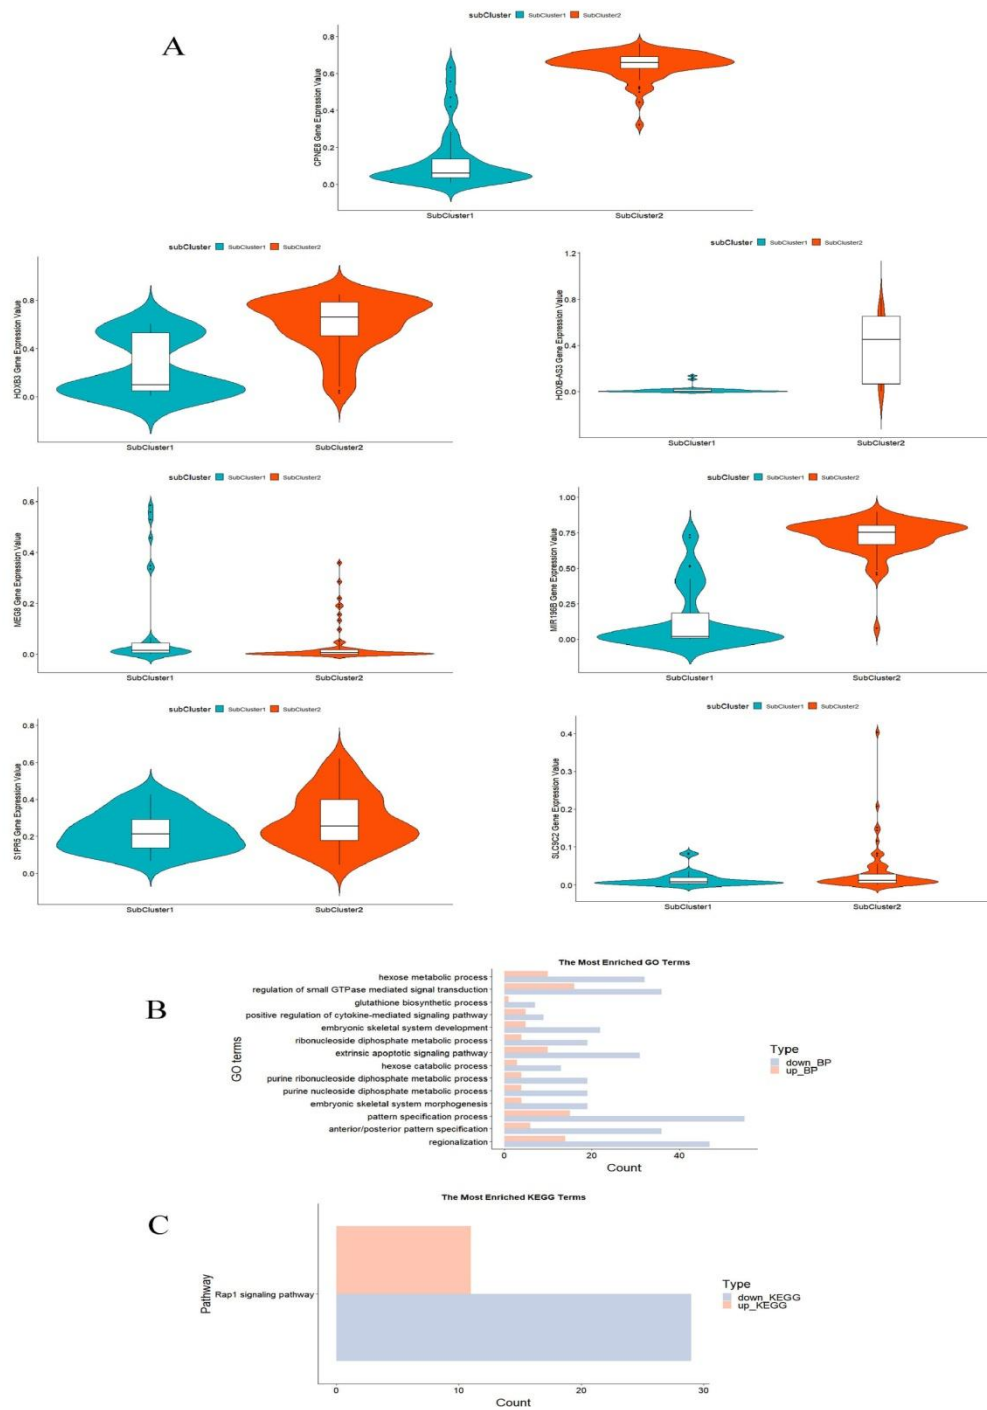 A
subCluster SubCluster1 SubCluster2
CPNE8 Gene Expression Value
0.8
0.6
0.4
0.2
0.0
SubCluster1 SubCluster2
subCluster SubCluster1 SubCluster2
HOXB3 Gene Expression Value
0.8
0.4
0.0
SubCluster1 SubCluster2
subCluster SubCluster1 SubCluster2
HOXB-AS3 Gene Expression Value
1.2
0.8
0.4
0.0
SubCluster1 SubCluster2
subCluster SubCluster1 SubCluster2
MEG8 Gene Expression Value
0.6
0.4
0.2
0.0
SubCluster1 SubCluster2
subCluster SubCluster1 SubCluster2
MIR196B Gene Expression Value
1.00
0.75
0.50
0.25
0.00
SubCluster1 SubCluster2
subCluster SubCluster1 SubCluster2
S1PR5 Gene Expression Value
0.8
0.6
0.4
0.2
0.0
SubCluster1 SubCluster2
subCluster SubCluster1 SubCluster2
SLC9C2 Gene Expression Value
0.4
0.3
0.2
0.1
0.0
SubCluster1 SubCluster2
B
The Most Enriched GO Terms
GO terms
hexose metabolic process
regulation of small GTPase mediated signal transduction
glutathione biosynthetic process
positive regulation of cytokine-mediated signaling pathway
embryonic skeletal system development
ribonucleoside diphosphate metabolic process
extrinsic apoptotic signaling pathway
hexose catabolic process
purine ribonucleoside diphosphate metabolic process
purine nucleoside diphosphate metabolic process
embryonic skeletal system morphogenesis
pattern specification process
anterior/posterior pattern specification
regionalization
0 20 40
Count
Type
down_BP
up_BP
C
The Most Enriched KEGG Terms
Pathway
Rap1 signaling pathway
0 10 20 30
Count
Type
down_KEGG
up_KEGG